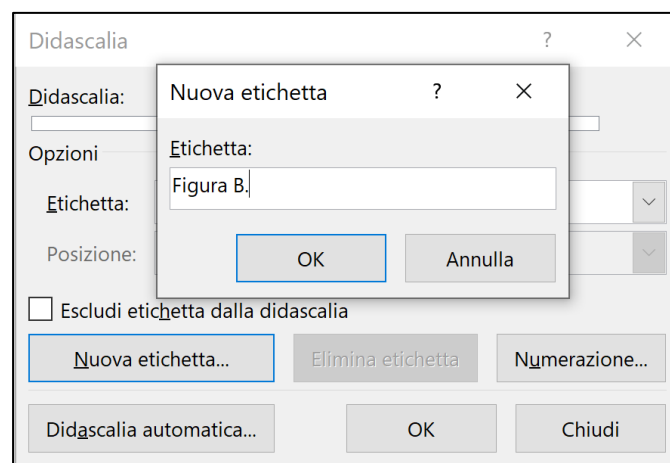 Didascalia ? ×
Nuova etichetta ? ×
Didascalia:
Etichetta:
Figura B.
Opzioni
Etichetta:
Posizione:
OK Annulla
Escludi etichetta dalla didascalia
Nuova etichetta... Elimina etichetta Numerazione...
Didascalia automatica... OK Chiudi